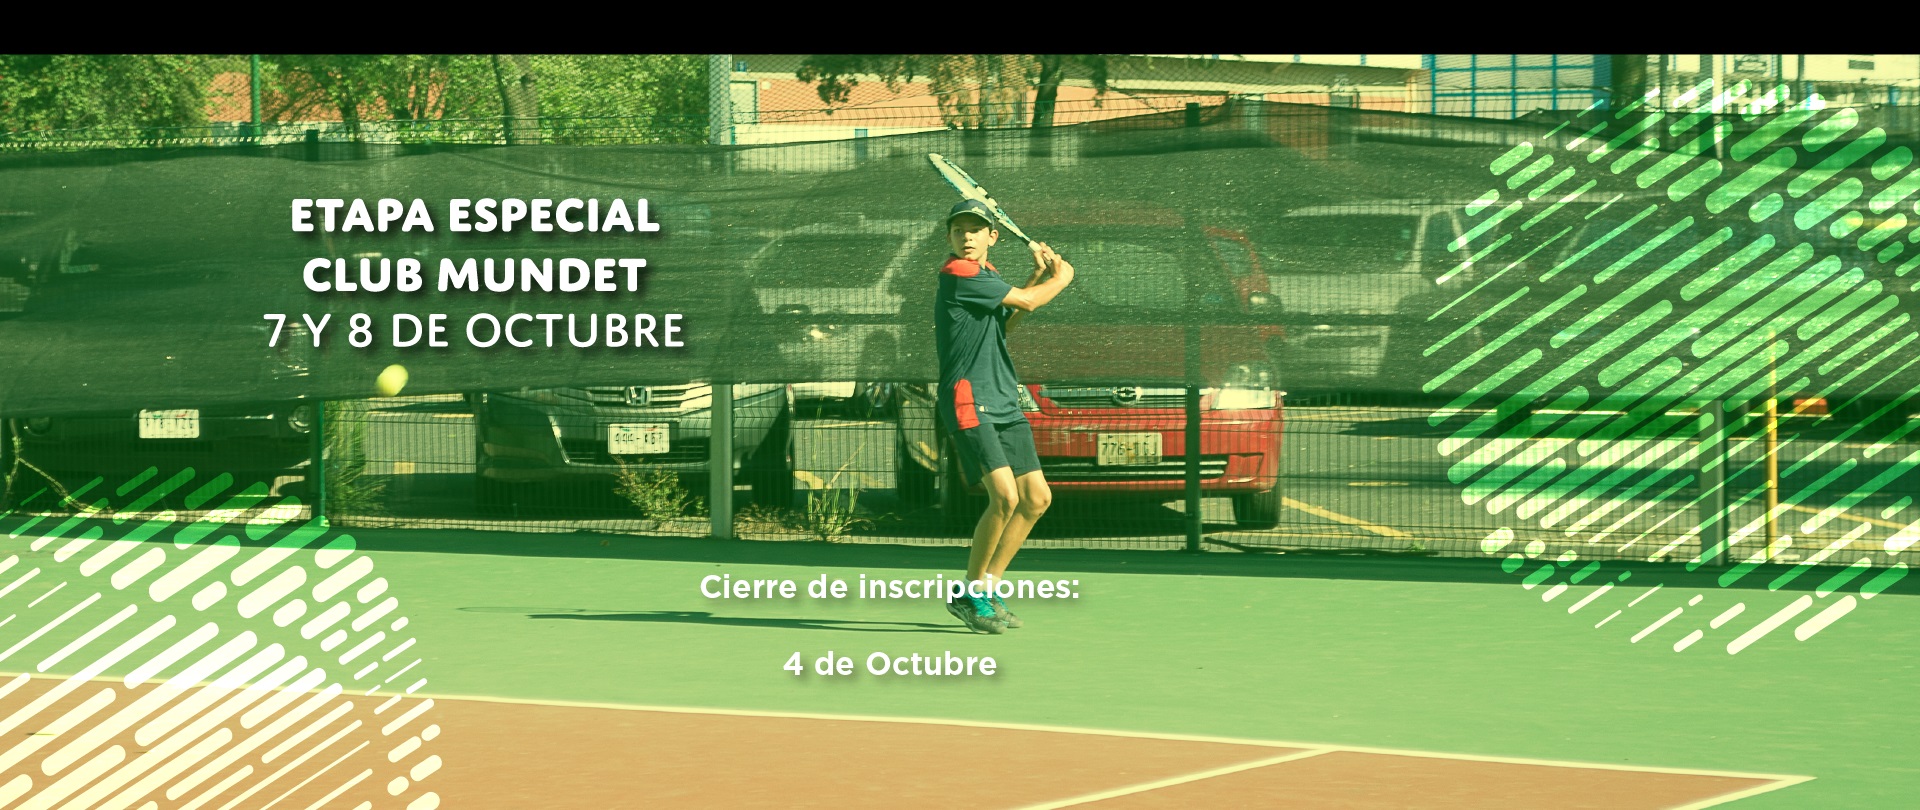 ETAPA ESPECIAL
CLUB MUNDET
7 Y 8 DE OCTUBRE
Cierre de inscripciones:
4 de Octubre